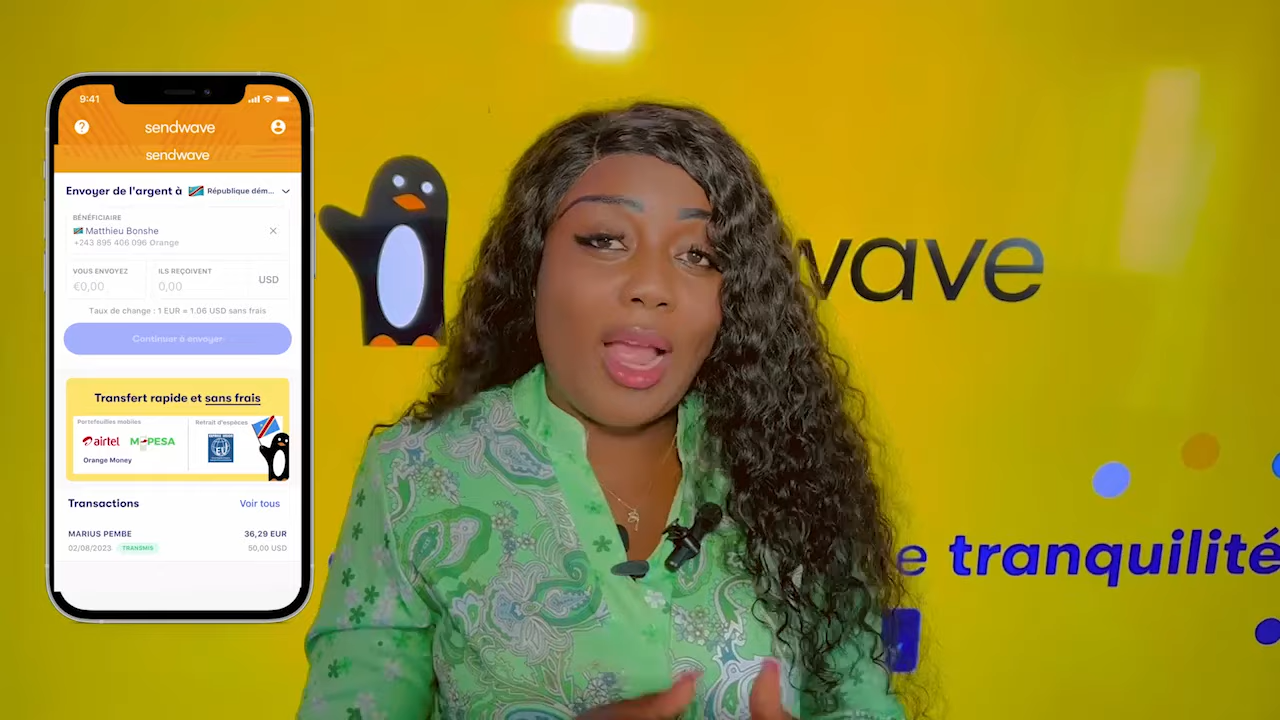 9:41
sendwave
sendwave
Envoyer de l'argent à République dém...
BÉNÉFICIAIRE
Matthieu Bonshe
+243 895 406 096 Orange
VOUS ENVOYEZ
ILS REÇOIVENT
€0,00
0,00
USD
Taux de change : 1 EUR = 1.06 USD sans frais
Continuer à envoyer
Transfert rapide et sans frais
Portefeuilles mobiles
Retrait d'espèces
airtel
M-PESA
Orange Money
Transactions
Voir tous
MARIUS PEMBE
36,29 EUR
02/08/2023
TRANSMIS
50,00 USD
wave
e tranquilité